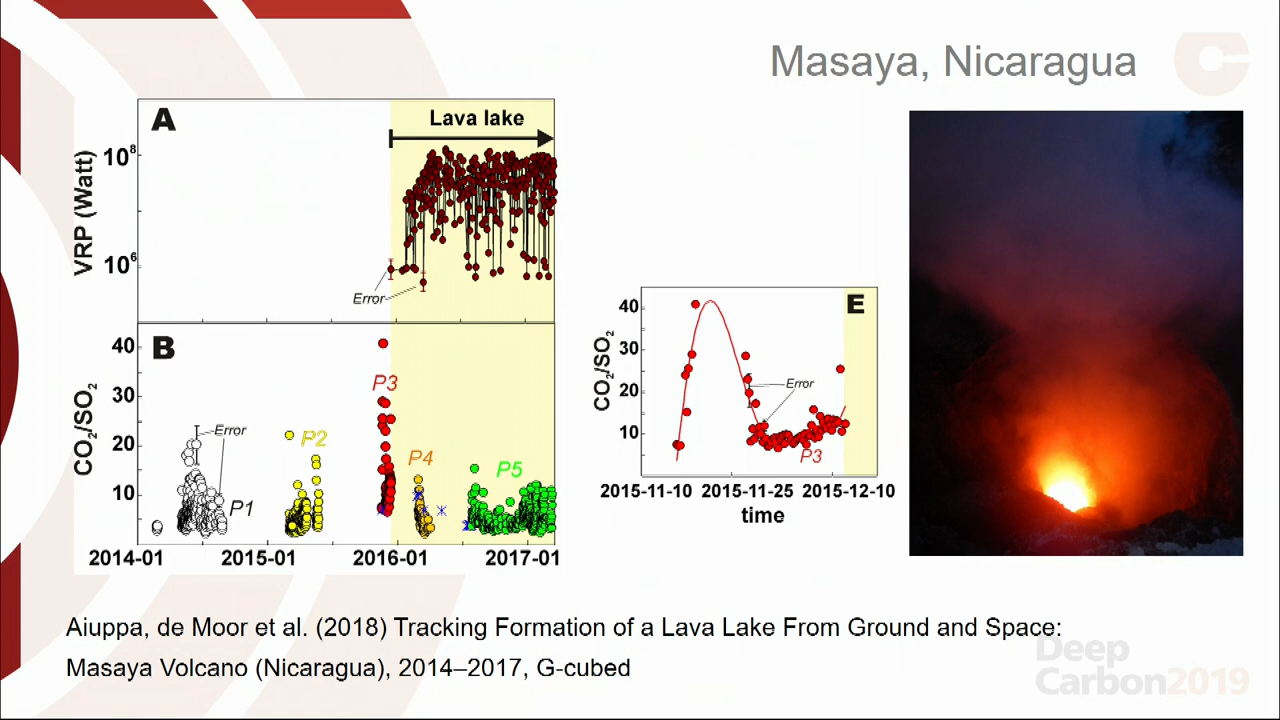 Masaya, Nicaragua
A
Lava lake
10⁸
VRP (Watt)
10⁶
Error
B
40
CO₂/SO₂
P3
30
Error
P2
20
P4
P5
10
P1
2014-01 2015-01 2016-01 2017-01
E
40
CO₂/SO₂
30
Error
20
10
P3
2015-11-10 2015-11-25 2015-12-10
time
Aiuppa, de Moor et al. (2018) Tracking Formation of a Lava Lake From Ground and Space:
Masaya Volcano (Nicaragua), 2014–2017, G-cubed
Deep
Carbon2019